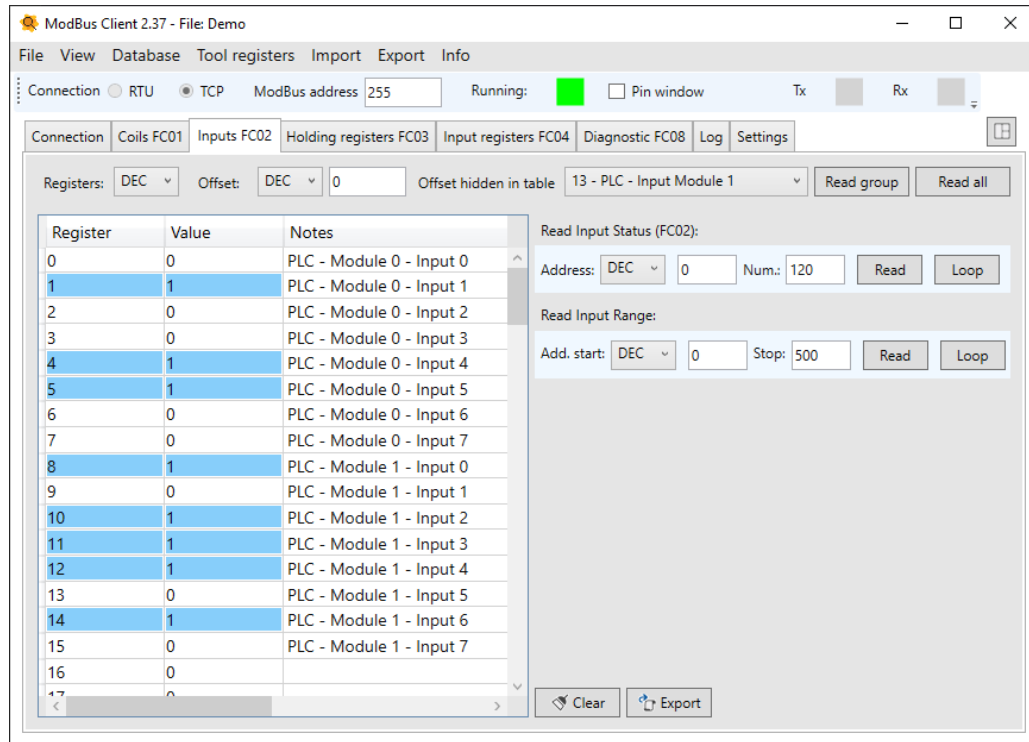 ModBus Client 2.37 - File: Demo
File View Database Tool registers Import Export Info
Connection RTU TCP ModBus address 255 Running: Pin window Tx Rx
Connection Coils FC01 Inputs FC02 Holding registers FC03 Input registers FC04 Diagnostic FC08 Log Settings
Registers: DEC Offset: DEC 0 Offset hidden in table 13 - PLC - Input Module 1 Read group Read all
Register Value Notes
0 0 PLC - Module 0 - Input 0
1 1 PLC - Module 0 - Input 1
2 0 PLC - Module 0 - Input 2
3 0 PLC - Module 0 - Input 3
4 1 PLC - Module 0 - Input 4
5 1 PLC - Module 0 - Input 5
6 0 PLC - Module 0 - Input 6
7 0 PLC - Module 0 - Input 7
8 1 PLC - Module 1 - Input 0
9 0 PLC - Module 1 - Input 1
10 1 PLC - Module 1 - Input 2
11 1 PLC - Module 1 - Input 3
12 1 PLC - Module 1 - Input 4
13 0 PLC - Module 1 - Input 5
14 1 PLC - Module 1 - Input 6
15 0 PLC - Module 1 - Input 7
16 0
17 0
Read Input Status (FC02):
Address: DEC 0 Num.: 120 Read Loop
Read Input Range:
Add. start: DEC 0 Stop: 500 Read Loop
Clear Export